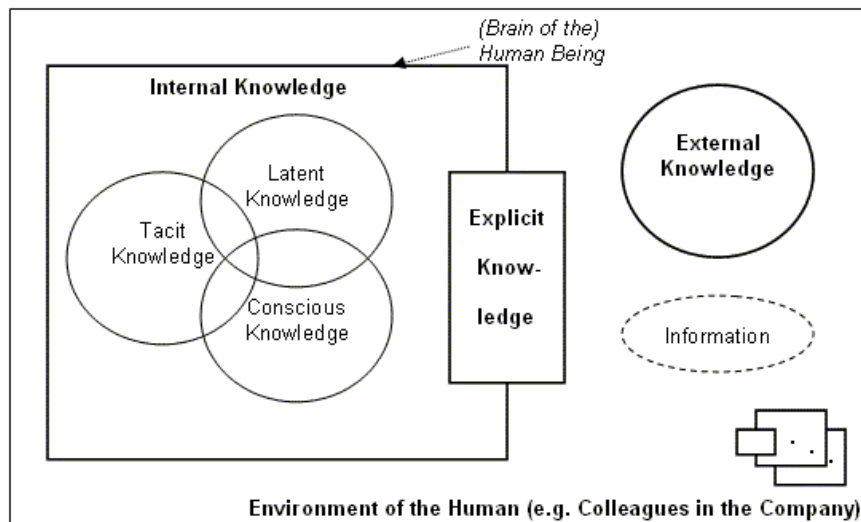 (Brain of the)
Human Being
Internal Knowledge
Latent
Knowledge
Tacit
Knowledge
Conscious
Knowledge
Explicit
Know-
ledge
External
Knowledge
Information
Environment of the Human (e.g. Colleagues in the Company)